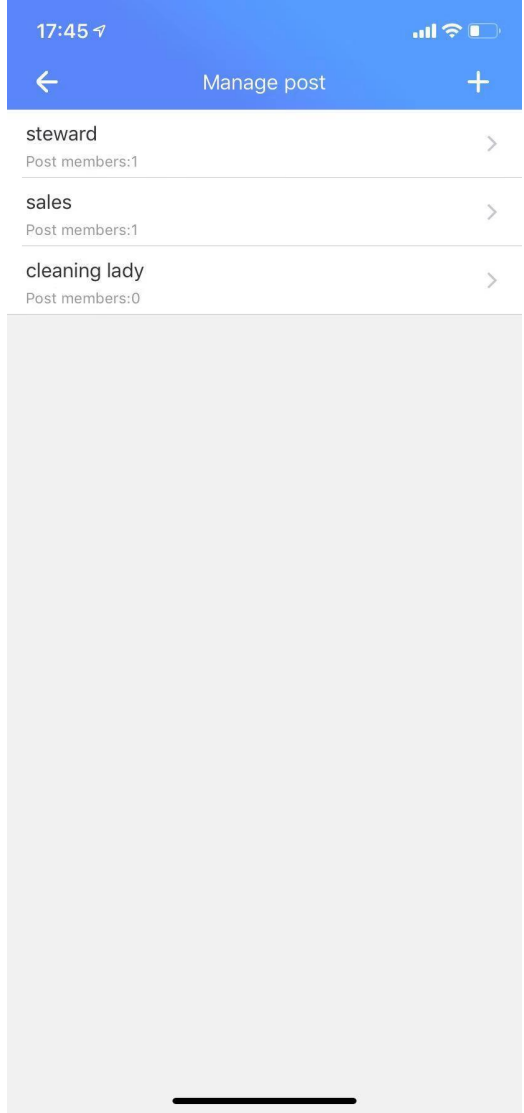 17:45
Manage post
steward
Post members:1
sales
Post members:1
cleaning lady
Post members:0